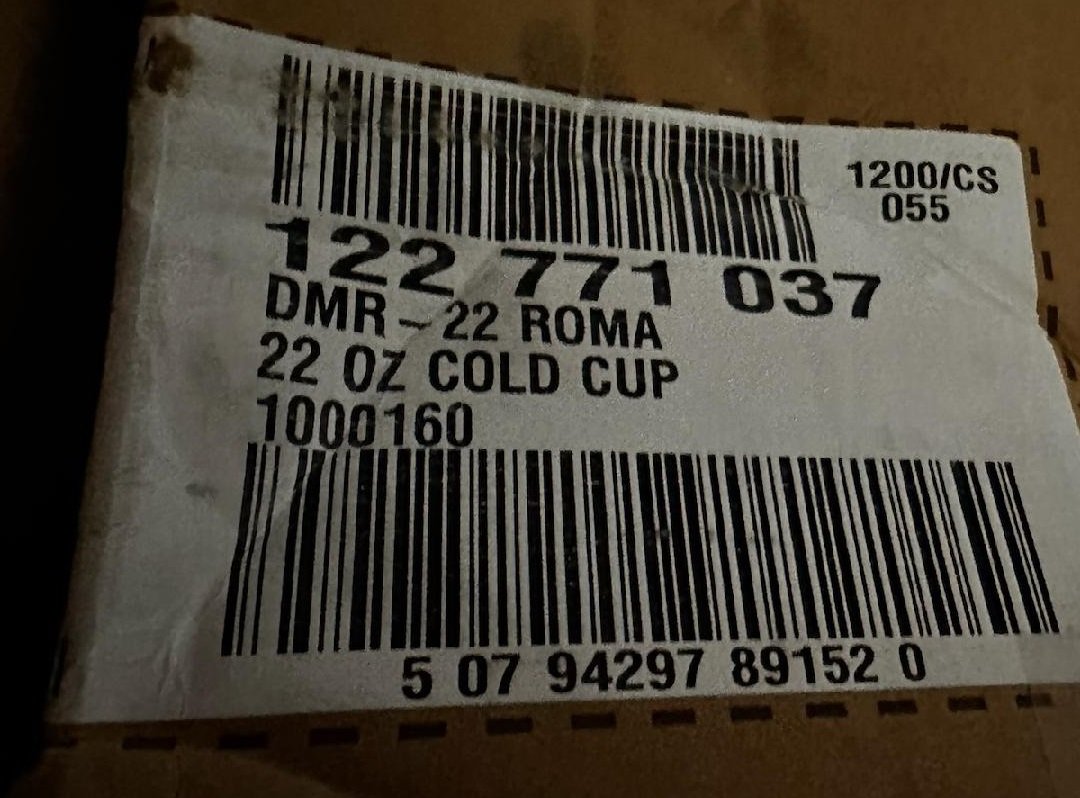 1200/CS
055
122 771 037
DMR-22 ROMA
22 OZ COLD CUP
1000160
5 07 94297 89152 0